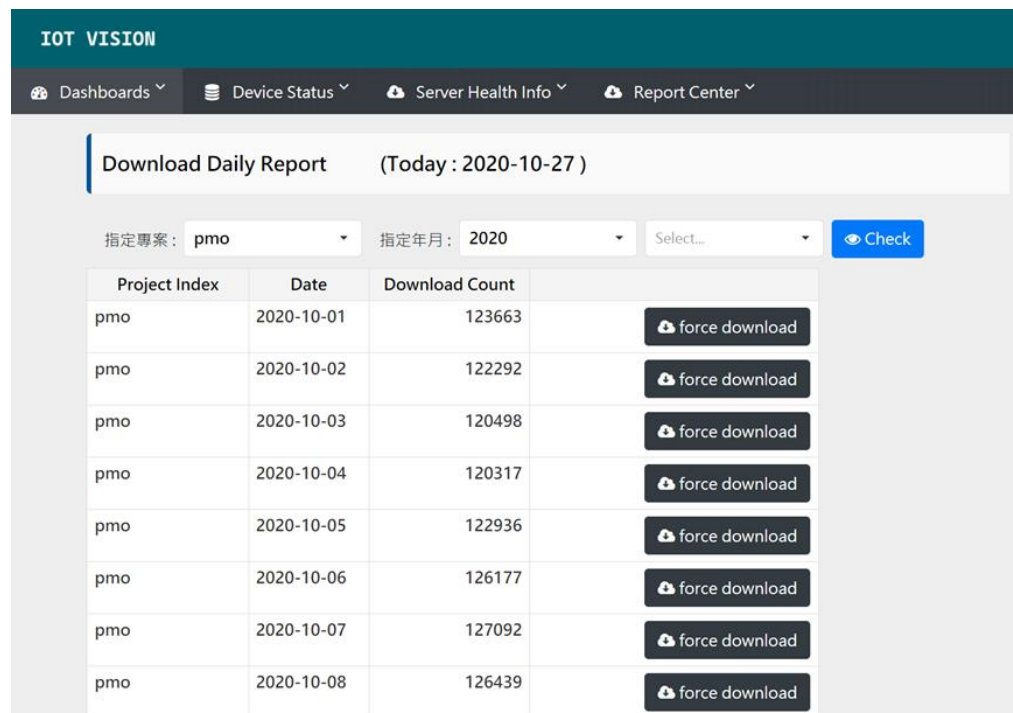 IOT VISION
Dashboards Device Status Server Health Info Report Center
Download Daily Report (Today : 2020-10-27 )
指定專案 : pmo 指定年月 : 2020 Select... Check
Project Index Date Download Count
pmo 2020-10-01 123663 force download
pmo 2020-10-02 122292 force download
pmo 2020-10-03 120498 force download
pmo 2020-10-04 120317 force download
pmo 2020-10-05 122936 force download
pmo 2020-10-06 126177 force download
pmo 2020-10-07 127092 force download
pmo 2020-10-08 126439 force download